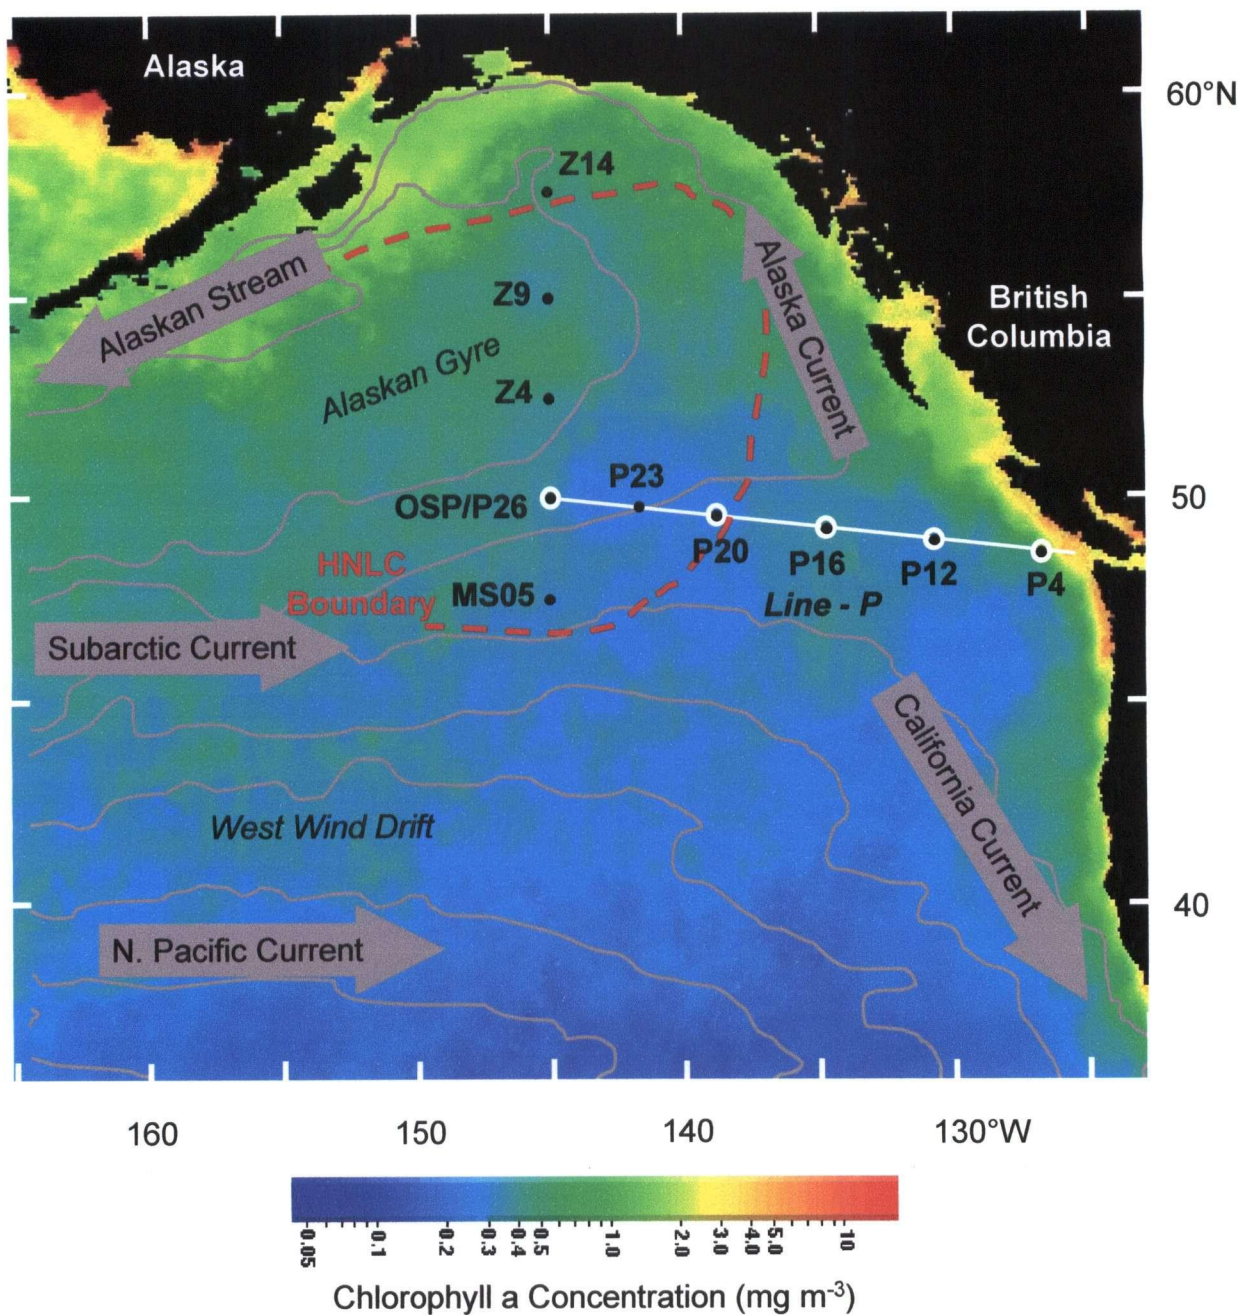 Alaska
60°N
Z14
Alaskan Stream
Alaska Current
Z9
British
Columbia
Alaskan Gyre
Z4
P23
50
OSP/P26
P20
P16
P12
P4
HNLC
Boundary
MS05
Line - P
Subarctic Current
California Current
West Wind Drift
40
N. Pacific Current
160
150
140
130°W
0.05
0.1
0.2
0.3
0.4
0.5
1.0
2.0
3.0
4.0
5.0
10
Chlorophyll a Concentration (mg m-3)